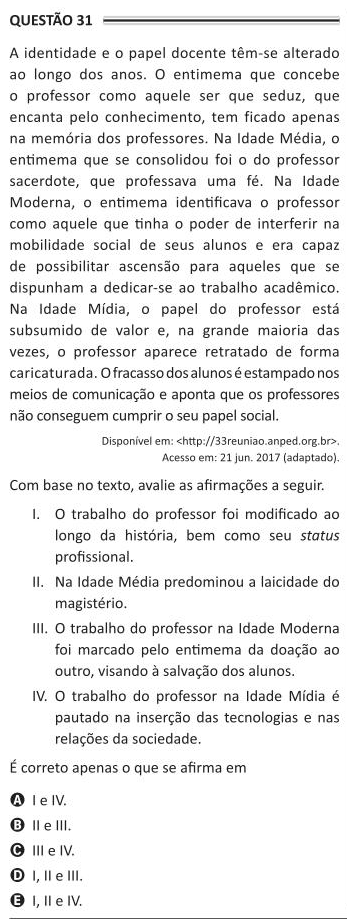 QUESTÃO 31
A identidade e o papel docente têm-se alterado
ao longo dos anos. O entimema que concebe
o professor como aquele ser que seduz, que
encanta pelo conhecimento, tem ficado apenas
na memória dos professores. Na Idade Média, o
entimema que se consolidou foi o do professor
sacerdote, que professava uma fé. Na Idade
Moderna, o entimema identificava o professor
como aquele que tinha o poder de interferir na
mobilidade social de seus alunos e era capaz
de possibilitar ascensão para aqueles que se
dispunham a dedicar-se ao trabalho acadêmico.
Na Idade Mídia, o papel do professor está
subsumido de valor e, na grande maioria das
vezes, o professor aparece retratado de forma
caricaturada. O fracasso dos alunos é estampado nos
meios de comunicação e aponta que os professores
não conseguem cumprir o seu papel social.
Disponível em: <http://33reuniao.anped.org.br>.
Acesso em: 21 jun. 2017 (adaptado).
Com base no texto, avalie as afirmações a seguir.
I. O trabalho do professor foi modificado ao
longo da história, bem como seu status
profissional.
II. Na Idade Média predominou a laicidade do
magistério.
III. O trabalho do professor na Idade Moderna
foi marcado pelo entimema da doação ao
outro, visando à salvação dos alunos.
IV. O trabalho do professor na Idade Mídia é
pautado na inserção das tecnologias e nas
relações da sociedade.
É correto apenas o que se afirma em
A I e IV.
B II e III.
C III e IV.
D I, II e III.
E I, II e IV.